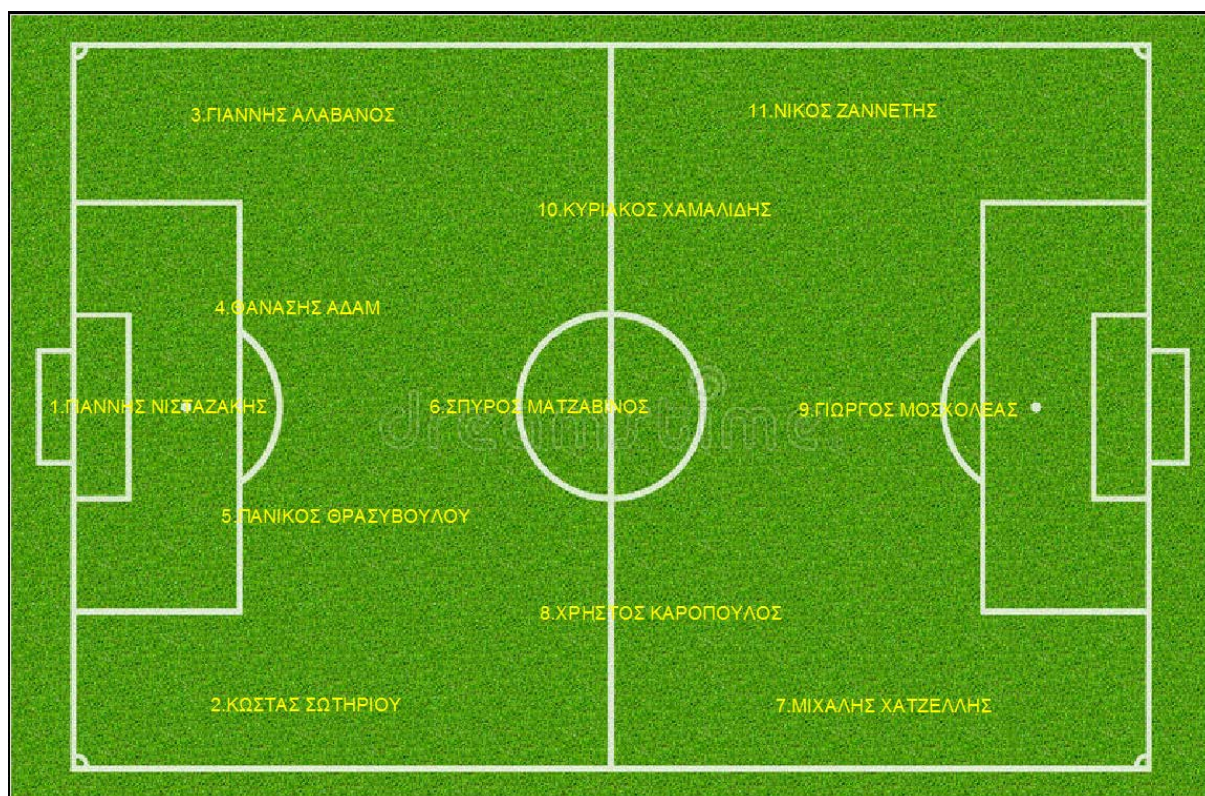 3.ΓΙΑΝΝΗΣ ΑΛΑΒΑΝΟΣ
11.ΝΙΚΟΣ ΖΑΝΝΕΤΗΣ
10.ΚΥΡΙΑΚΟΣ ΧΑΜΑΛΙΔΗΣ
4.ΘΑΝΑΣΗΣ ΑΔΑΜ
1.ΓΙΑΝΝΗΣ ΝΙΣΤΑΖΑΚΗΣ
6.ΣΠΥΡΟΣ ΜΑΤΖΑΒΙΝΟΣ
9.ΓΙΩΡΓΟΣ ΜΟΣΧΟΛΕΑΣ
dreamstime
5.ΠΑΝΙΚΟΣ ΘΡΑΣΥΒΟΥΛΟΥ
8.ΧΡΗΣΤΟΣ ΚΑΡΟΠΟΥΛΟΣ
2.ΚΩΣΤΑΣ ΣΩΤΗΡΙΟΥ
7.ΜΙΧΑΛΗΣ ΧΑΤΖΕΛΛΗΣ